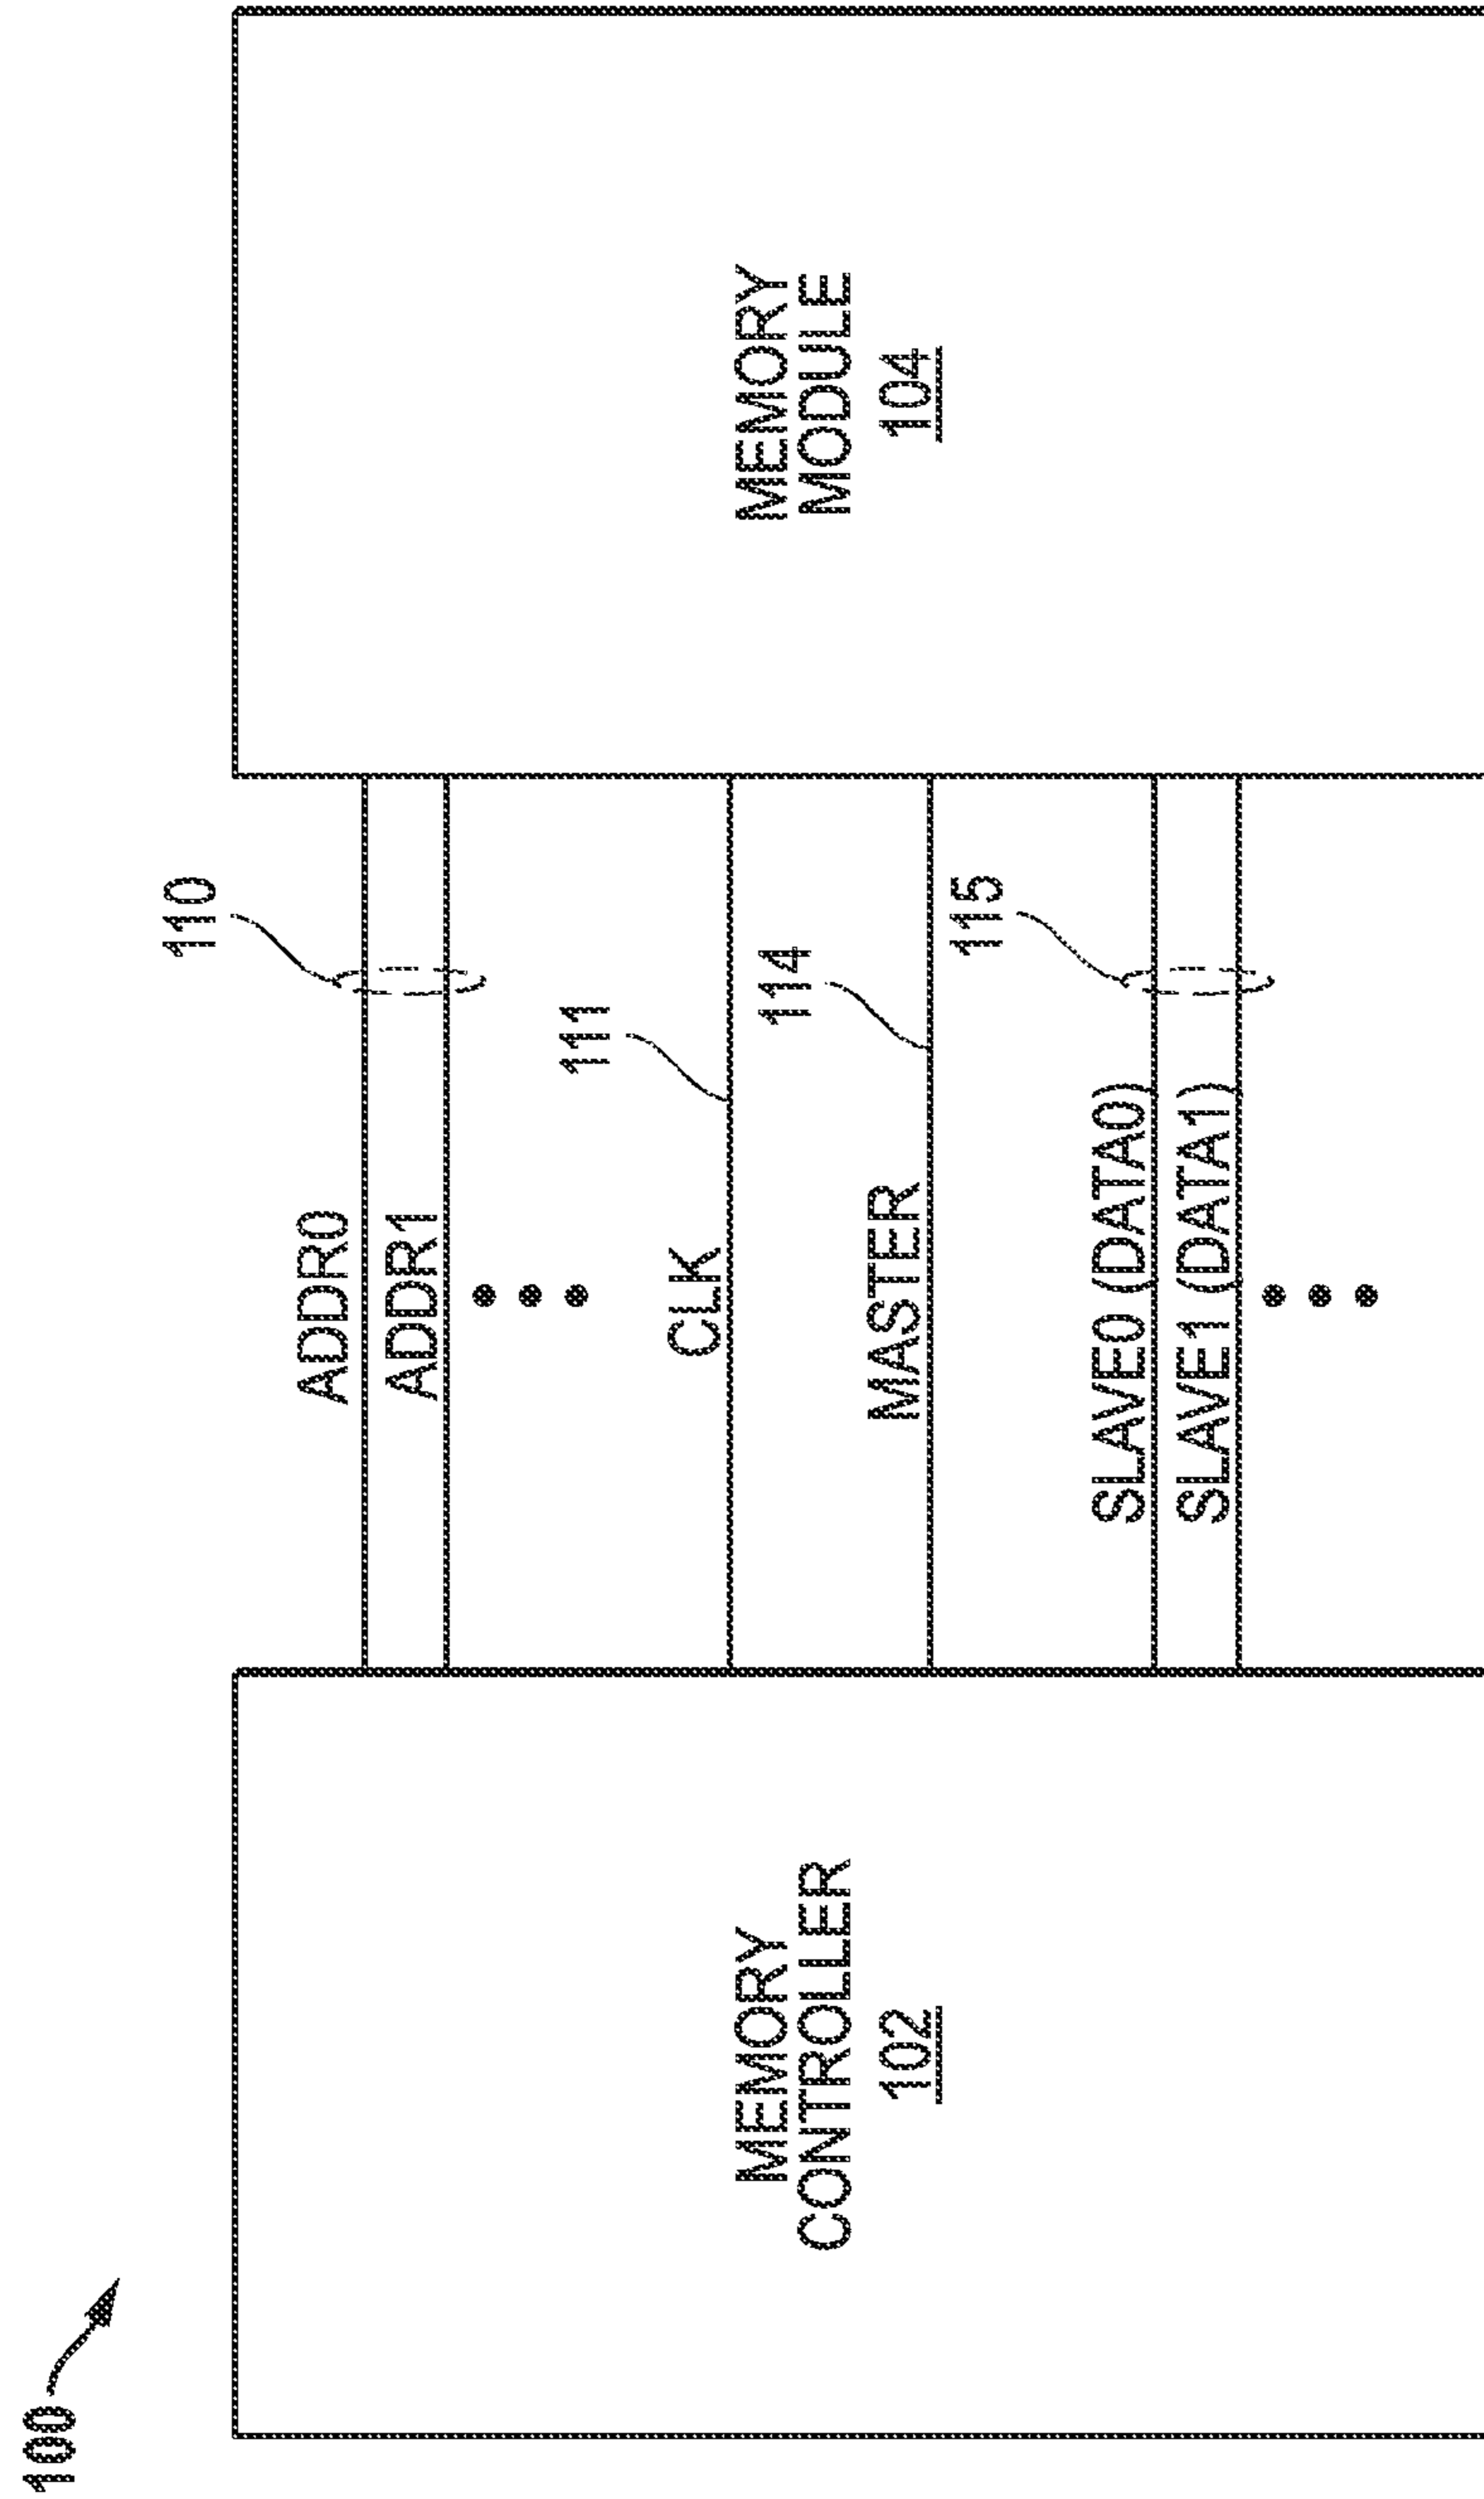 100
MEMORY
CONTROLLER
102
ADDR0
ADDR1
110
CLK
111
MASTER
114
SLAVE0 (DATA0)
SLAVE1 (DATA1)
115
MEMORY
MODULE
104